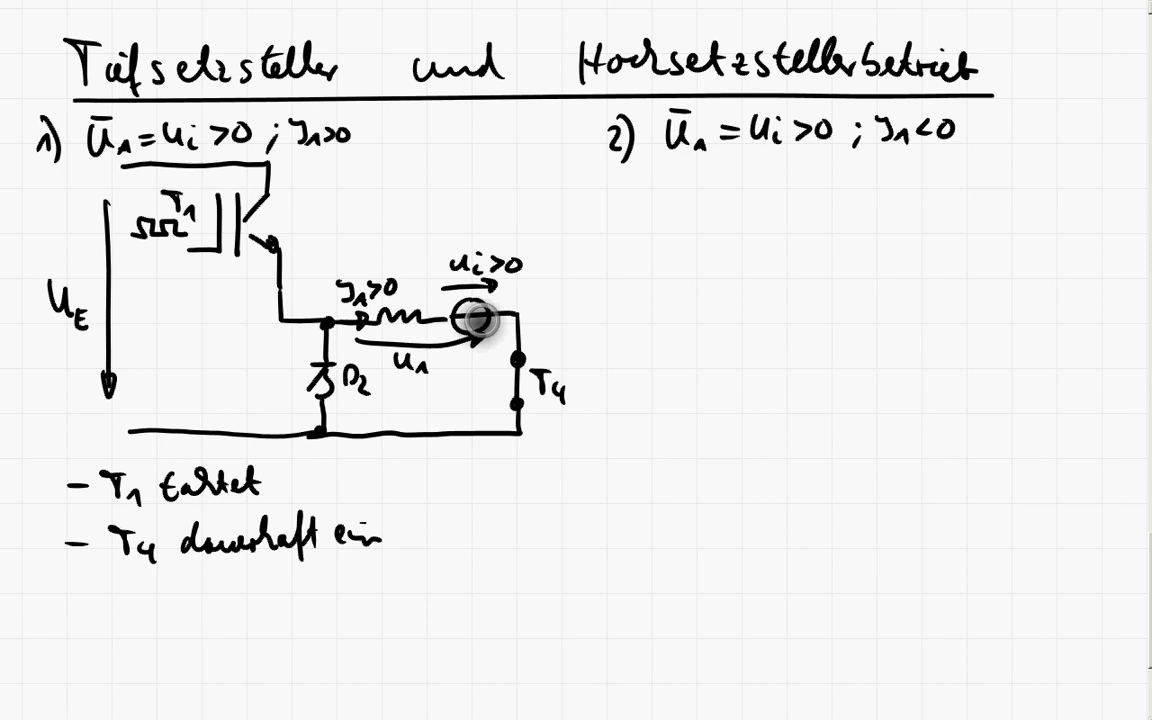 Tiefsetzsteller und Hochsetzstellerbetrieb
1) Ū₁ = Ui > 0 ; I₁>0
2) Ū₁ = Ui > 0 ; I₁ < 0
T₁
UE
I₁>0
ui>0
u₁
D₂
T₄
- T₁ taktet
- T₄ dauerhaft ein